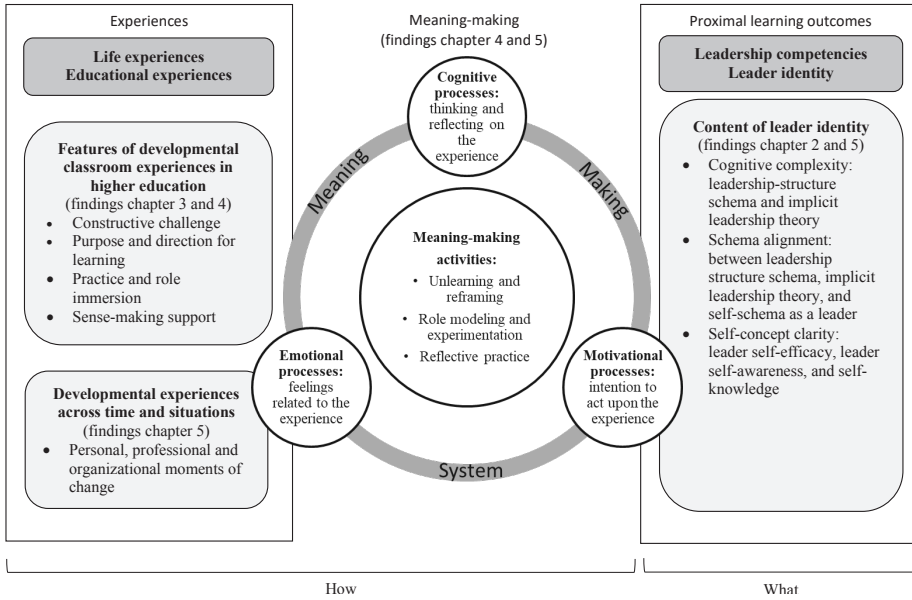 Experiences
Life experiences
Educational experiences
Features of developmental
classroom experiences in
higher education
(findings chapter 3 and 4)
• Constructive challenge
• Purpose and direction for
learning
• Practice and role
immersion
• Sense-making support
Developmental experiences
across time and situations
(findings chapter 5)
• Personal, professional and
organizational moments of
change
Meaning-making
(findings chapter 4 and 5)
Cognitive
processes:
thinking and
reflecting on
the
experience
Meaning
Making
System
Meaning-making
activities:
• Unlearning and
reframing
• Role modeling and
experimentation
• Reflective practice
Emotional
processes:
feelings
related to the
experience
Motivational
processes:
intention to
act upon the
experience
Proximal learning outcomes
Leadership competencies
Leader identity
Content of leader identity
(findings chapter 2 and 5)
• Cognitive complexity:
leadership-structure
schema and implicit
leadership theory
• Schema alignment:
between leadership
structure schema, implicit
leadership theory, and
self-schema as a leader
• Self-concept clarity:
leader self-efficacy, leader
self-awareness, and self-
knowledge
How
What